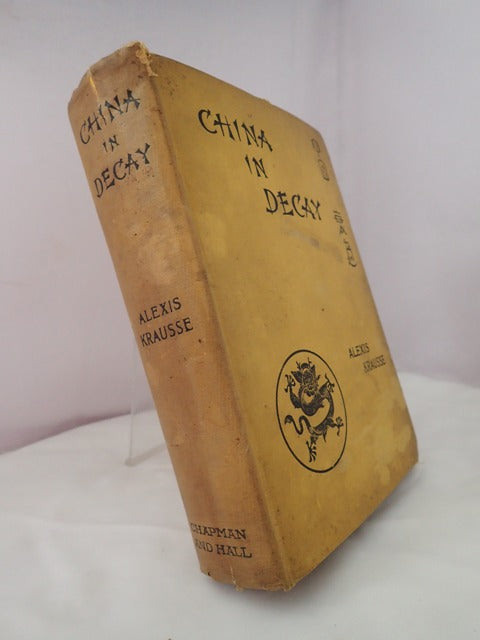 CHINA
IN
DECAY
ALEXIS
KRAUSSE
CHAPMAN
AND HALL
CHINA
IN
DECAY
ALEXIS
KRAUSSE